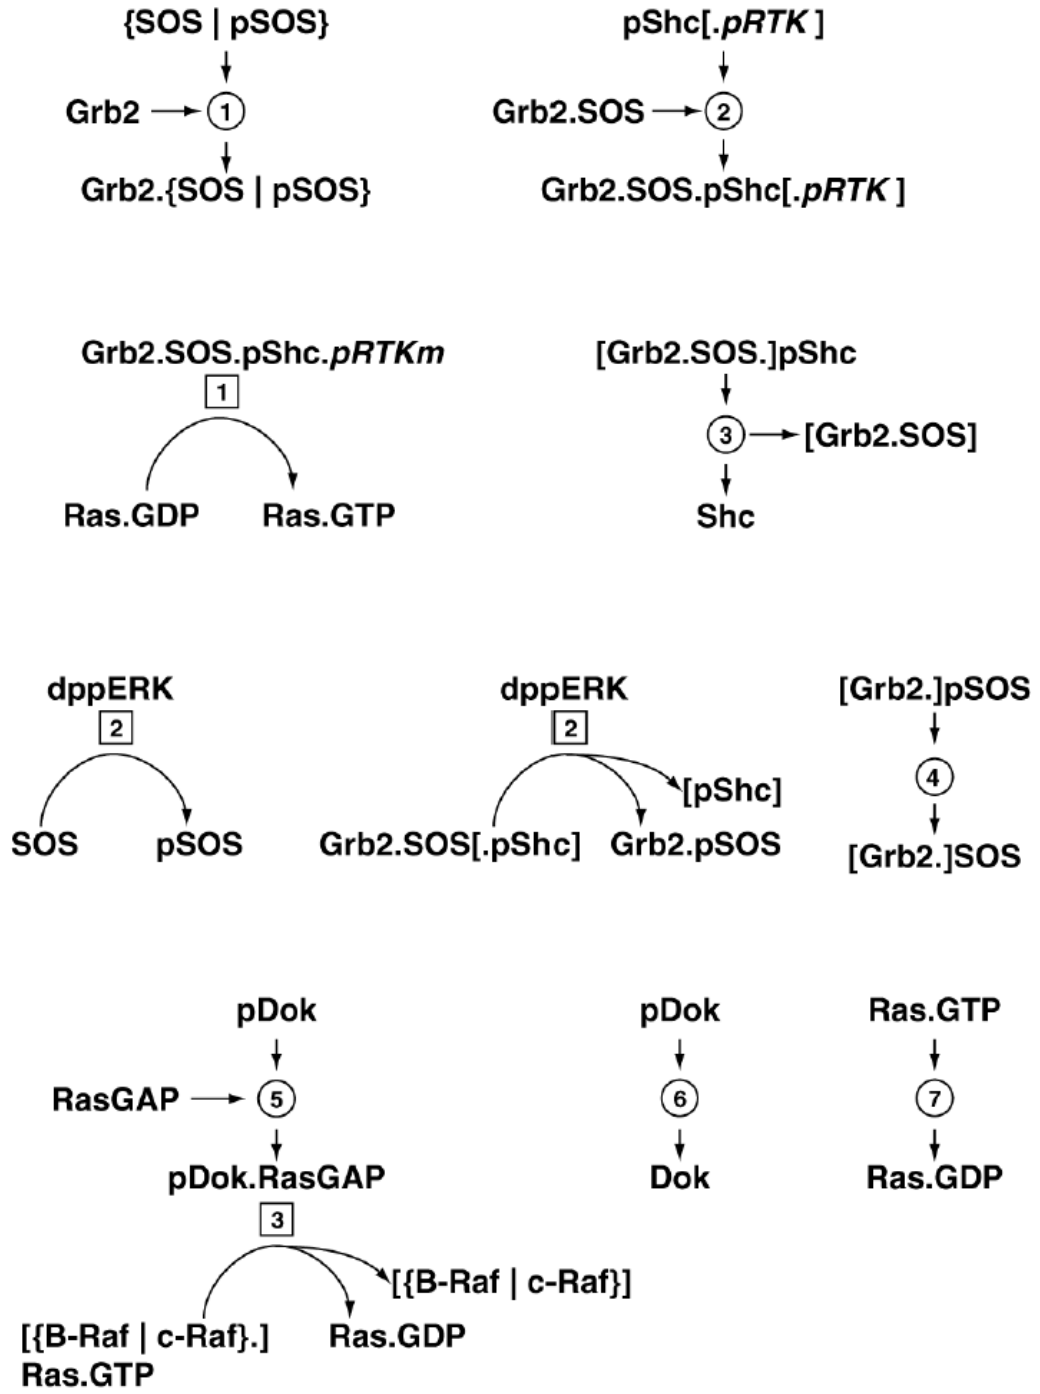 {SOS | pSOS}
Grb2
1
Grb2.{SOS | pSOS}
pShc[.pRTK ]
Grb2.SOS
2
Grb2.SOS.pShc[.pRTK ]
Grb2.SOS.pShc.pRTKm
1
Ras.GDP
Ras.GTP
[Grb2.SOS.]pShc
3
[Grb2.SOS]
Shc
dppERK
2
SOS
pSOS
dppERK
2
[pShc]
Grb2.SOS[.pShc]
Grb2.pSOS
[Grb2.]pSOS
4
[Grb2.]SOS
pDok
RasGAP
5
pDok.RasGAP
3
[{B-Raf | c-Raf}]
[{B-Raf | c-Raf}.]
Ras.GTP
Ras.GDP
pDok
6
Dok
Ras.GTP
7
Ras.GDP